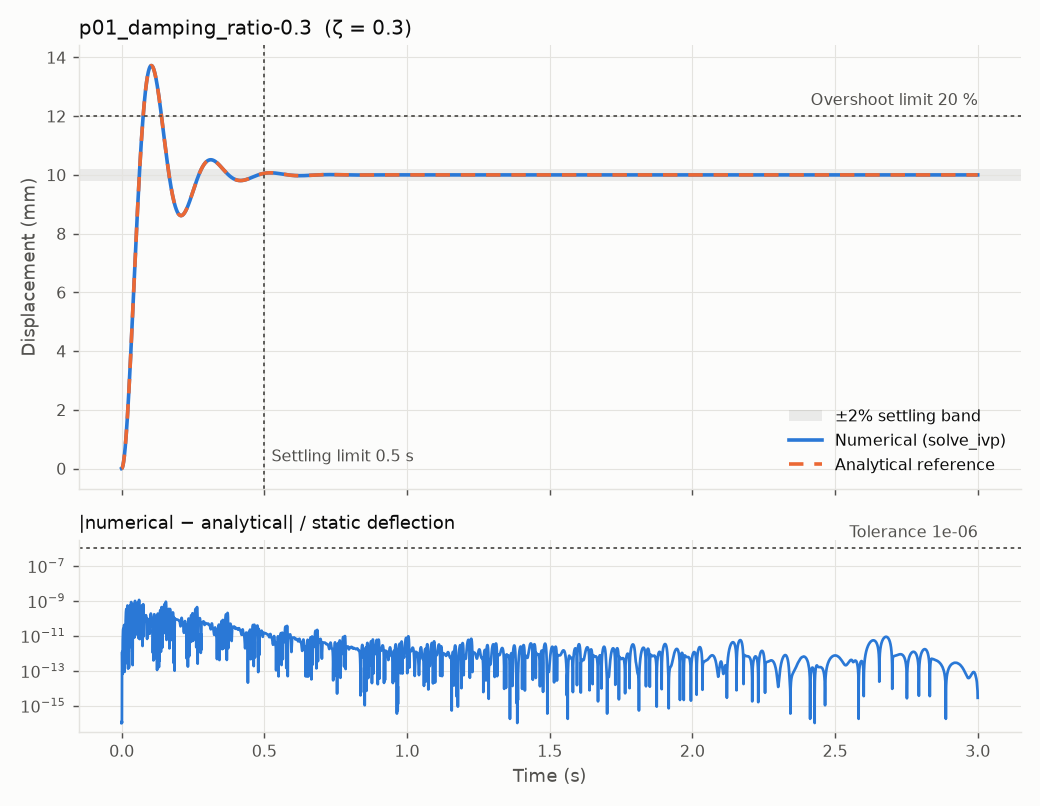 p01_damping_ratio-0.3  (ζ = 0.3)
14
12
10
8
6
4
2
0
Displacement (mm)
Overshoot limit 20 %
Settling limit 0.5 s
±2% settling band
Numerical (solve_ivp)
Analytical reference
|numerical − analytical| / static deflection
Tolerance 1e-06
10⁻⁷
10⁻⁹
10⁻¹¹
10⁻¹³
10⁻¹⁵
0.0
0.5
1.0
1.5
2.0
2.5
3.0
Time (s)